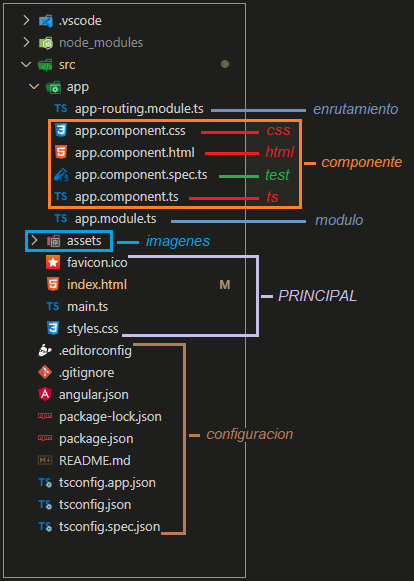 .vscode
node_modules
src
app
TS app-routing.module.ts enrutamiento
app.component.css css
app.component.html html
app.component.spec.ts test
componente
TS app.component.ts ts
TS app.module.ts modulo
assets imagenes
favicon.ico
index.html M
PRINCIPAL
TS main.ts
styles.css
.editorconfig
.gitignore
angular.json
package-lock.json
configuracion
package.json
README.md
TS tsconfig.app.json
TS tsconfig.json
TS tsconfig.spec.json